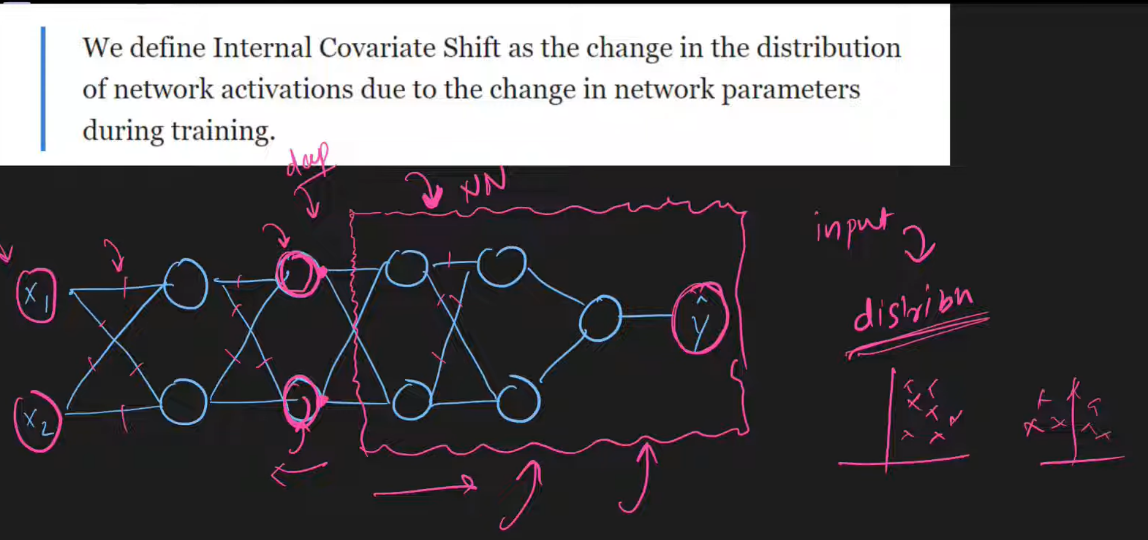 We define Internal Covariate Shift as the change in the distribution
of network activations due to the change in network parameters
during training.
deep
NN
input
distribn
x1
x2
ŷ